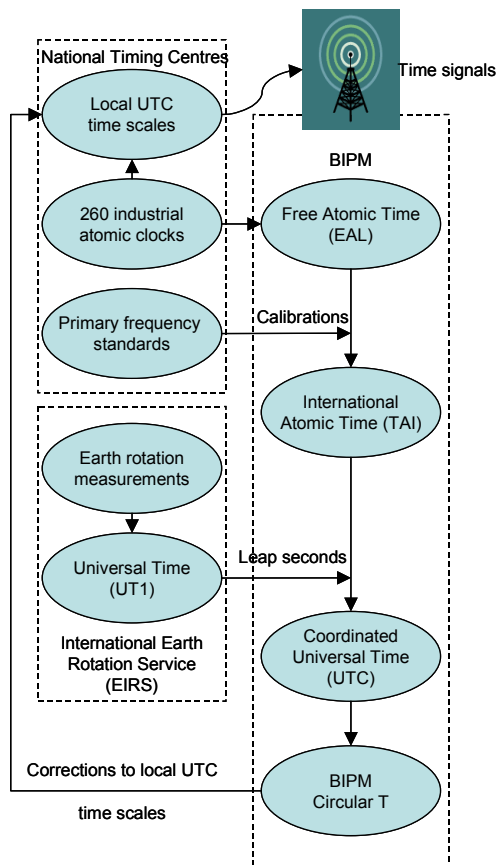 National Timing Centres
Time signals
Local UTC
time scales
BIPM
260 industrial
atomic clocks
Free Atomic Time
(EAL)
Primary frequency
standards
Calibrations
International
Atomic Time (TAI)
Earth rotation
measurements
Universal Time
(UT1)
Leap seconds
International Earth
Rotation Service
(EIRS)
Coordinated
Universal Time
(UTC)
Corrections to local UTC
time scales
BIPM
Circular T